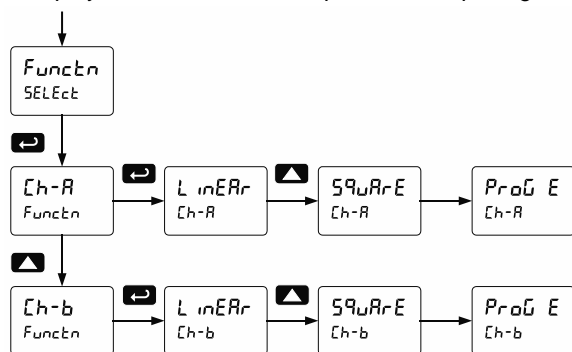 Functn
SELEct
Ch-A
Functn
LinEAr
Ch-A
SquArE
Ch-A
ProG E
Ch-A
Ch-b
Functn
LinEAr
Ch-b
SquArE
Ch-b
ProG E
Ch-b